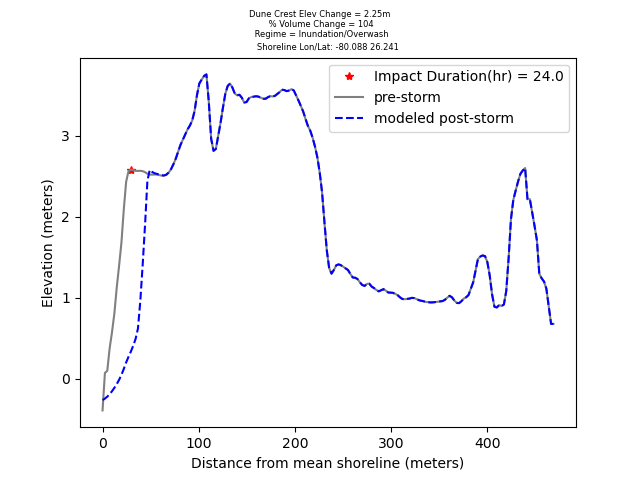 Dune Crest Elev Change = 2.25m
% Volume Change = 104
Regime = Inundation/Overwash
Shoreline Lon/Lat: -80.088 26.241
Impact Duration(hr) = 24.0
pre-storm
modeled post-storm
Elevation (meters)
3
2
1
0
0 100 200 300 400
Distance from mean shoreline (meters)